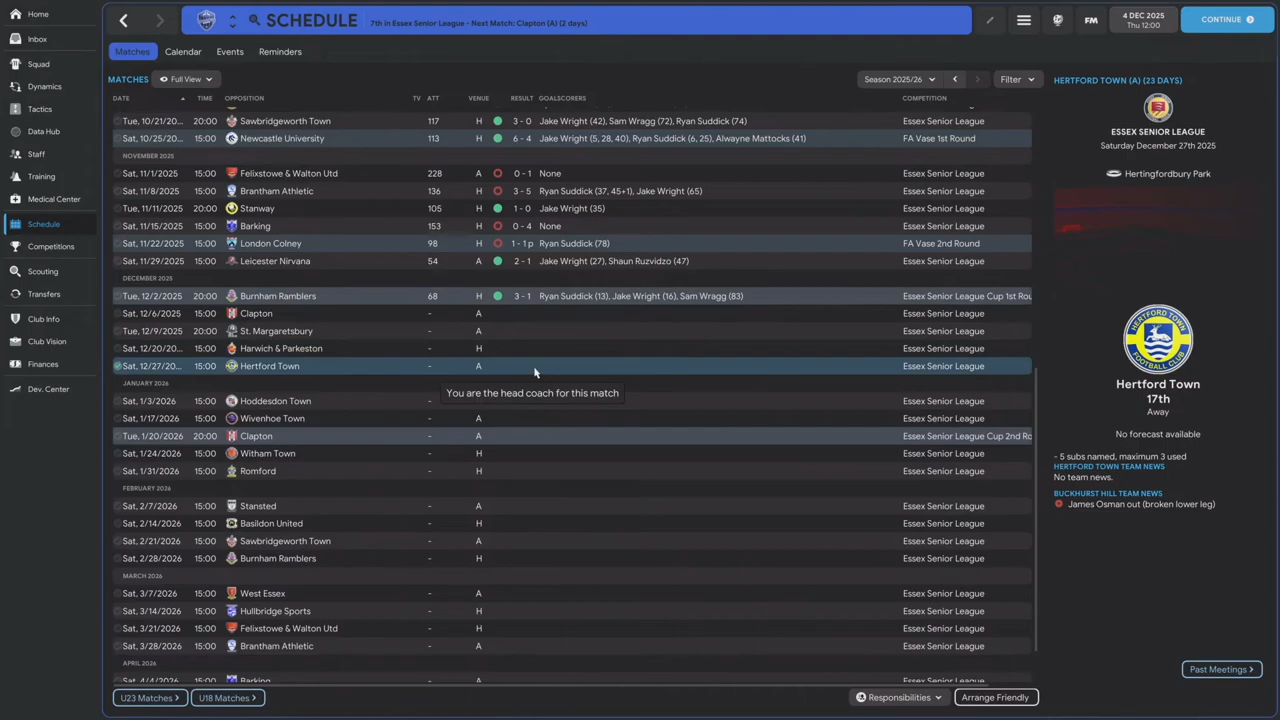 Home
SCHEDULE
7th in Essex Senior League - Next Match: Clapton (A) (2 days)
FM
4 DEC 2025
Thu 12:00
CONTINUE
Inbox
Squad
Dynamics
Tactics
Data Hub
Staff
Training
Medical Center
Schedule
Competitions
Scouting
Transfers
Club Info
Club Vision
Finances
Dev. Center
Matches Calendar Events Reminders
MATCHES Full View Season 2025/26 Filter
DATE TIME OPPOSITION TV ATT VENUE RESULT GOALSCORERS COMPETITION
Tue, 10/21/20... 20:00 Sawbridgeworth Town 117 H 3 - 0 Jake Wright (42), Sam Wragg (72), Ryan Suddick (74) Essex Senior League
Sat, 10/25/20... 15:00 Newcastle University 113 H 6 - 4 Jake Wright (5, 28, 40), Ryan Suddick (6, 25), Alwayne Mattocks (41) FA Vase 1st Round
NOVEMBER 2025
Sat, 11/1/2025 15:00 Felixstowe & Walton Utd 228 A 0 - 1 None Essex Senior League
Sat, 11/8/2025 15:00 Brantham Athletic 136 H 3 - 5 Ryan Suddick (37, 45+1), Jake Wright (65) Essex Senior League
Tue, 11/11/2025 20:00 Stanway 105 H 1 - 0 Jake Wright (35) Essex Senior League
Sat, 11/15/2025 15:00 Barking 153 H 0 - 4 None Essex Senior League
Sat, 11/22/2025 15:00 London Colney 98 H 1 - 1 p Ryan Suddick (78) FA Vase 2nd Round
Sat, 11/29/2025 15:00 Leicester Nirvana 54 A 2 - 1 Jake Wright (27), Shaun Ruzvidzo (47) Essex Senior League
DECEMBER 2025
Tue, 12/2/2025 20:00 Burnham Ramblers 68 H 3 - 1 Ryan Suddick (13), Jake Wright (16), Sam Wragg (83) Essex Senior League Cup 1st Rou
Sat, 12/6/2025 15:00 Clapton - A Essex Senior League
Tue, 12/9/2025 20:00 St. Margaretsbury - A Essex Senior League
Sat, 12/20/20... 15:00 Harwich & Parkeston - H Essex Senior League
Sat, 12/27/20... 15:00 Hertford Town - A Essex Senior League
You are the head coach for this match
JANUARY 2026
Sat, 1/3/2026 15:00 Hoddesdon Town - Essex Senior League
Sat, 1/17/2026 15:00 Wivenhoe Town - A Essex Senior League
Tue, 1/20/2026 20:00 Clapton - A Essex Senior League Cup 2nd Ro
Sat, 1/24/2026 15:00 Witham Town - H Essex Senior League
Sat, 1/31/2026 15:00 Romford - H Essex Senior League
FEBRUARY 2026
Sat, 2/7/2026 15:00 Stansted - A Essex Senior League
Sat, 2/14/2026 15:00 Basildon United - H Essex Senior League
Sat, 2/21/2026 15:00 Sawbridgeworth Town - A Essex Senior League
Sat, 2/28/2026 15:00 Burnham Ramblers - H Essex Senior League
MARCH 2026
Sat, 3/7/2026 15:00 West Essex - A Essex Senior League
Sat, 3/14/2026 15:00 Hullbridge Sports - H Essex Senior League
Sat, 3/21/2026 15:00 Felixstowe & Walton Utd - H Essex Senior League
Sat, 3/28/2026 15:00 Brantham Athletic - A Essex Senior League
APRIL 2026
Sat, 4/4/2026 15:00 Barking - A Essex Senior League
U23 Matches U18 Matches Responsibilities Arrange Friendly
HERTFORD TOWN (A) (23 DAYS)
ESSEX SENIOR LEAGUE
Saturday December 27th 2025
Hertingfordbury Park
HERTFORD TOWN
FOOTBALL CLUB
Hertford Town
17th
Away
No forecast available
- 5 subs named, maximum 3 used
HERTFORD TOWN TEAM NEWS
No team news.
BUCKHURST HILL TEAM NEWS
James Osman out (broken lower leg)
Past Meetings